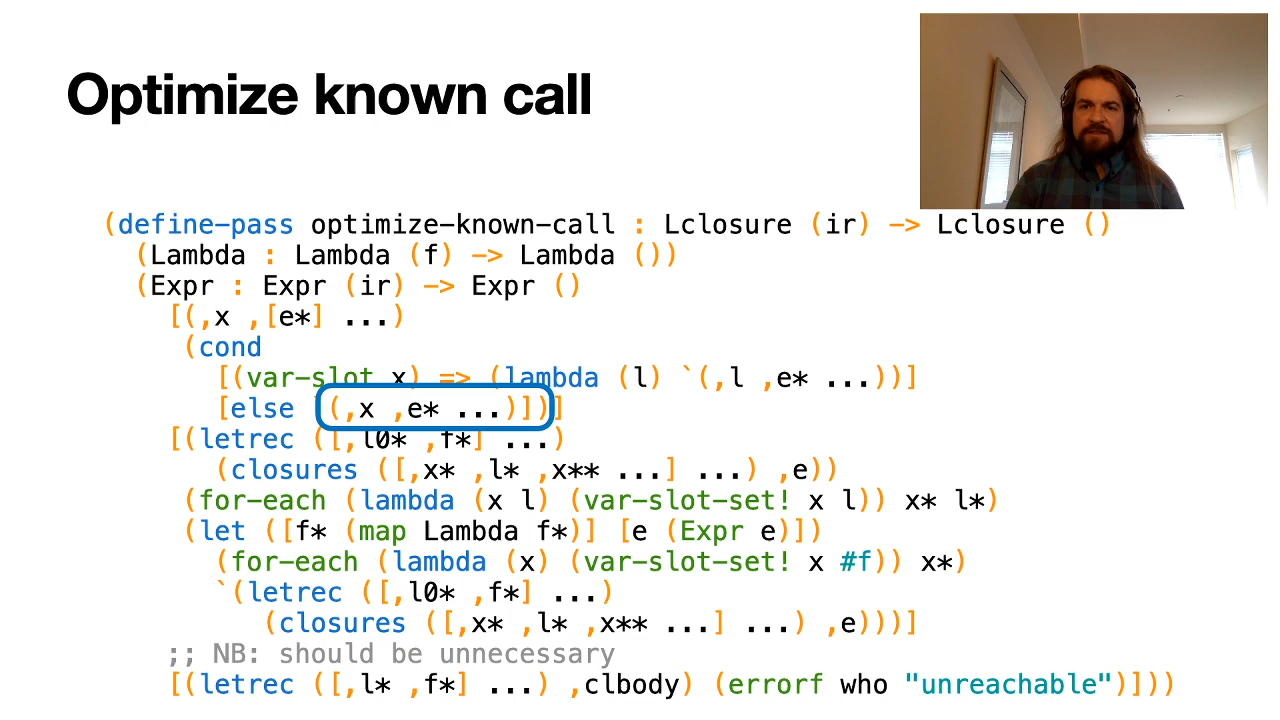 Optimize known call
(define-pass optimize-known-call : Lclosure (ir) -> Lclosure ()
(Lambda : Lambda (f) -> Lambda ())
(Expr : Expr (ir) -> Expr ()
[(,x ,[e*] ...)
(cond
[(var-slot x) => (lambda (l) `(,l ,e* ...))]
[else `(,x ,e* ...)])]
[(letrec ([,l0* ,f*] ...)
(closures ([,x* ,l* ,x** ...] ...) ,e))
(for-each (lambda (x l) (var-slot-set! x l)) x* l*)
(let ([f* (map Lambda f*)] [e (Expr e)])
(for-each (lambda (x) (var-slot-set! x #f)) x*)
`(letrec ([,l0* ,f*] ...)
(closures ([,x* ,l* ,x** ...] ...) ,e)))]
;; NB: should be unnecessary
[(letrec ([,l* ,f*] ...) ,clbody) (errorf who "unreachable")]))